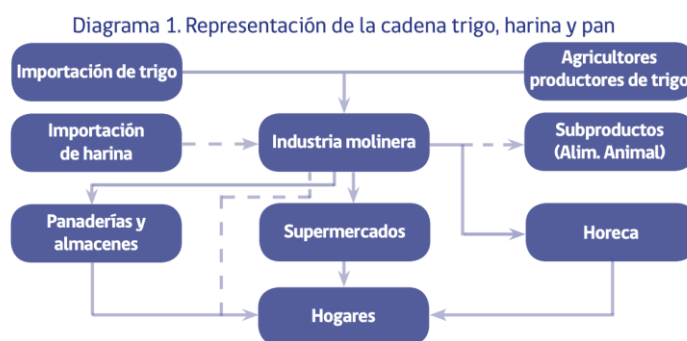 Diagrama 1. Representación de la cadena trigo, harina y pan
Importación de trigo
Agricultores
productores de trigo
Importación
de harina
Industria molinera
Subproductos
(Alim. Animal)
Panaderías y
almacenes
Supermercados
Horeca
Hogares